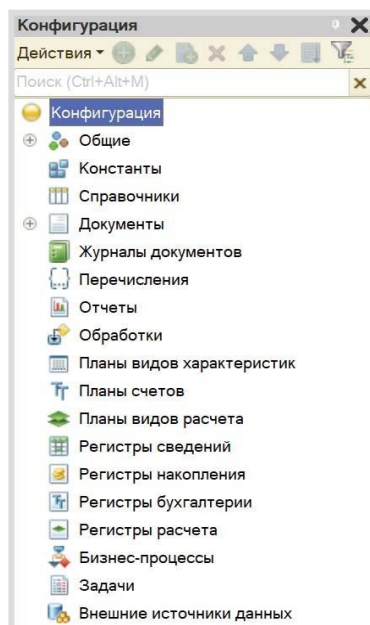 Конфигурация
Действия
Поиск (Ctrl+Alt+M)
Конфигурация
Общие
Константы
Справочники
Документы
Журналы документов
Перечисления
Отчеты
Обработки
Планы видов характеристик
Планы счетов
Планы видов расчета
Регистры сведений
Регистры накопления
Регистры бухгалтерии
Регистры расчета
Бизнес-процессы
Задачи
Внешние источники данных